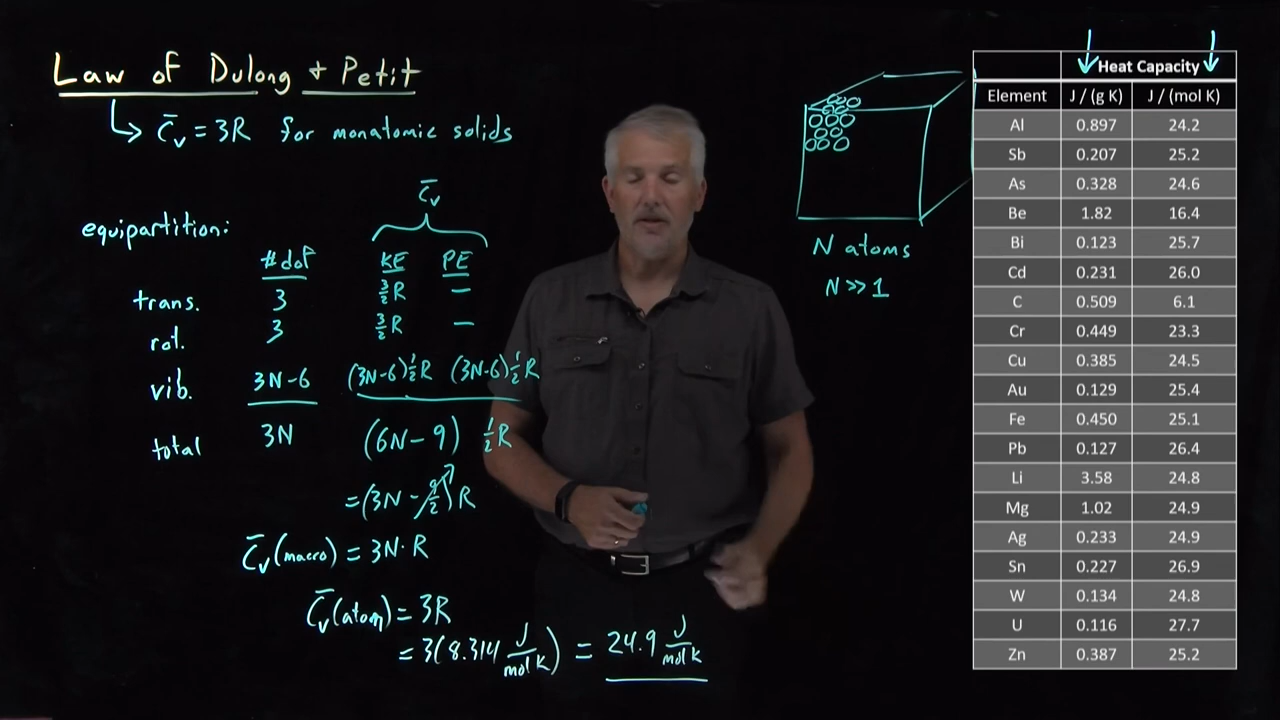 Law of Dulong & Petit
↳ C̄ᵥ = 3R for monatomic solids
C̄ᵥ
equipartition:
# dof KE PE
trans. 3 3/2 R —
rot. 3 3/2 R —
vib. 3N-6 (3N-6)½R (3N-6)½R
total 3N (6N-9) ½R
= (3N - 9/2) R
C̄ᵥ(macro) = 3N·R
C̄ᵥ(atom) = 3R
= 3(8.314 J/mol K) = 24.9 J/mol K
N atoms
N >> 1
Heat Capacity
Element J / (g K) J / (mol K)
Al 0.897 24.2
Sb 0.207 25.2
As 0.328 24.6
Be 1.82 16.4
Bi 0.123 25.7
Cd 0.231 26.0
C 0.509 6.1
Cr 0.449 23.3
Cu 0.385 24.5
Au 0.129 25.4
Fe 0.450 25.1
Pb 0.127 26.4
Li 3.58 24.8
Mg 1.02 24.9
Ag 0.233 24.9
Sn 0.227 26.9
W 0.134 24.8
U 0.116 27.7
Zn 0.387 25.2